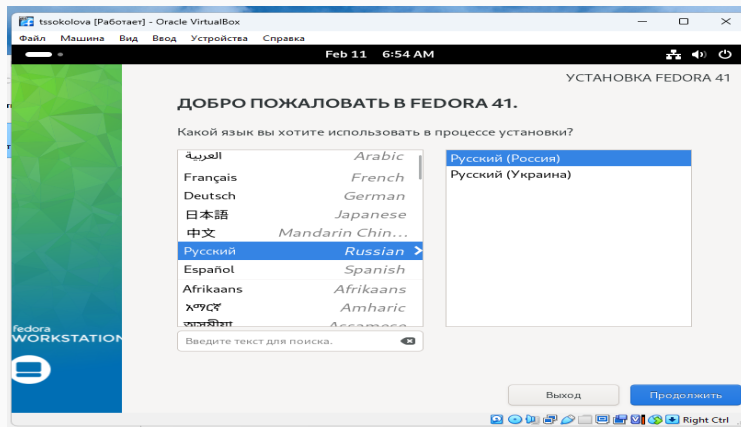 tssokolova [Работает] - Oracle VirtualBox
Файл Машина Вид Ввод Устройства Справка
Feb 11 6:54 AM
УСТАНОВКА FEDORA 41
ДОБРО ПОЖАЛОВАТЬ В FEDORA 41.
Какой язык вы хотите использовать в процессе установки?
العربية Arabic
Français French
Deutsch German
日本語 Japanese
中文 Mandarin Chin...
Русский Russian
Español Spanish
Afrikaans Afrikaans
አማርኛ Amharic
অসমীয়া Assamese
Введите текст для поиска.
Русский (Россия)
Русский (Украина)
fedora
WORKSTATION
Выход
Продолжить
Right Ctrl